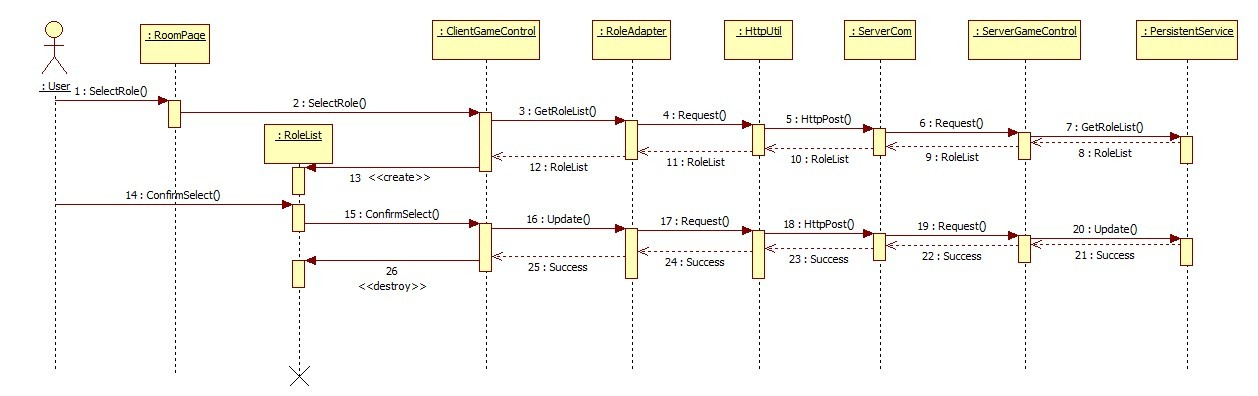 : RoomPage
: ClientGameControl
: RoleAdapter
: HttpUtil
: ServerCom
: ServerGameControl
: PersistentService
: User
1 : SelectRole()
2 : SelectRole()
3 : GetRoleList()
4 : Request()
5 : HttpPost()
6 : Request()
7 : GetRoleList()
: RoleList
8 : RoleList
9 : RoleList
10 : RoleList
11 : RoleList
12 : RoleList
13 <<create>>
14 : ConfirmSelect()
15 : ConfirmSelect()
16 : Update()
17 : Request()
18 : HttpPost()
19 : Request()
20 : Update()
21 : Success
22 : Success
23 : Success
24 : Success
25 : Success
26
<<destroy>>